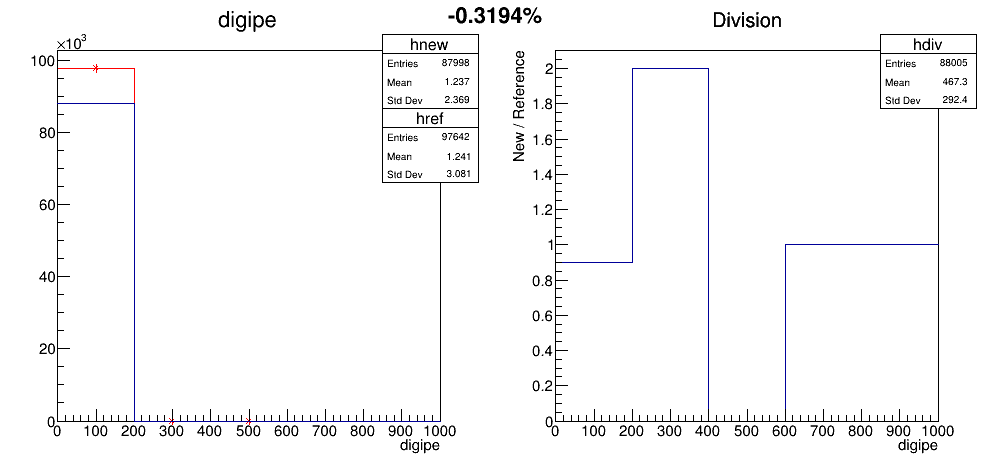 -0.3194%
digipe
×10³
hnew
Entries 87998
Mean 1.237
Std Dev 2.369
href
Entries 97642
Mean 1.241
Std Dev 3.081
100
80
60
40
20
0
0 100 200 300 400 500 600 700 800 900 1000
digipe
Division
hdiv
Entries 88005
Mean 467.3
Std Dev 292.4
New / Reference
2
1.8
1.6
1.4
1.2
1
0.8
0.6
0.4
0.2
0
0 100 200 300 400 500 600 700 800 900 1000
digipe